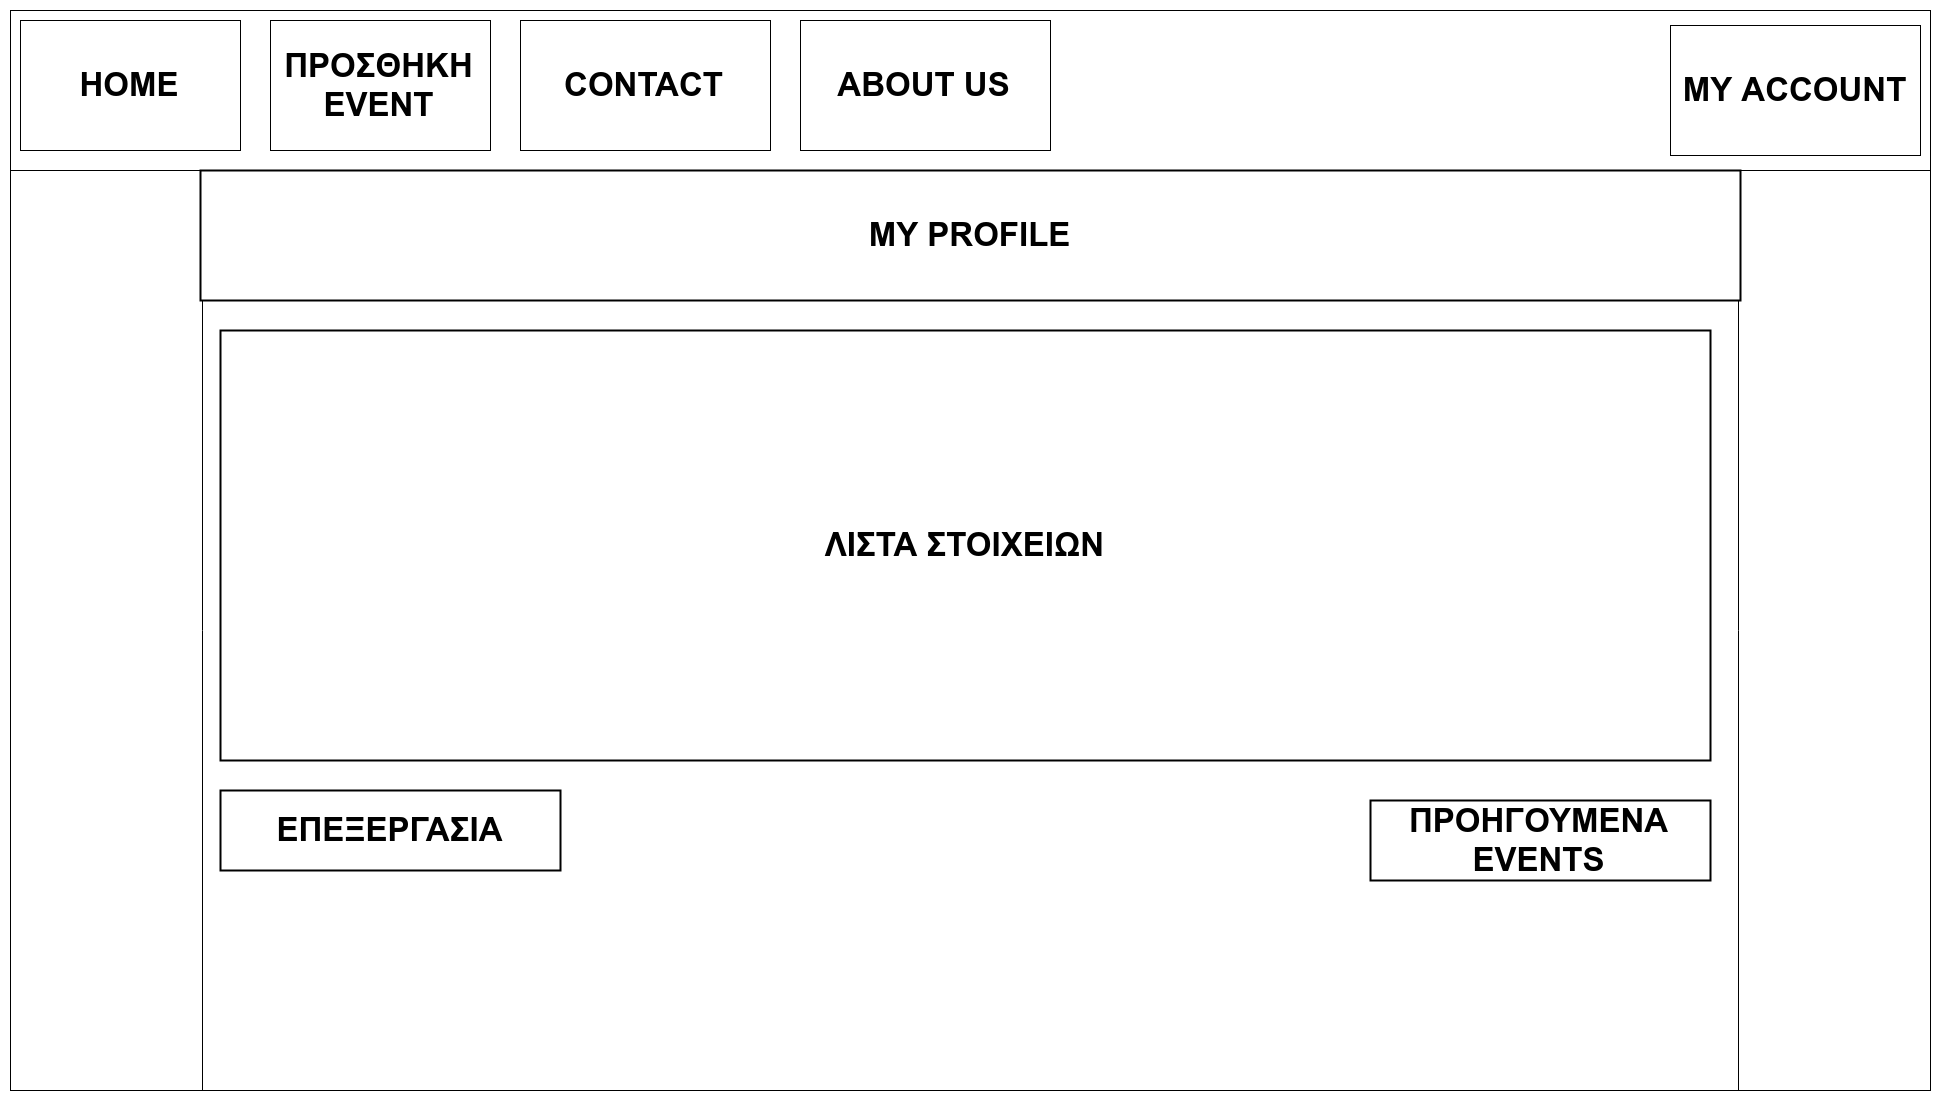 HOME
ΠΡΟΣΘΗΚΗ
EVENT
CONTACT
ABOUT US
MY ACCOUNT
MY PROFILE
ΛΙΣΤΑ ΣΤΟΙΧΕΙΩΝ
ΕΠΕΞΕΡΓΑΣΙΑ
ΠΡΟΗΓΟΥΜΕΝΑ
EVENTS